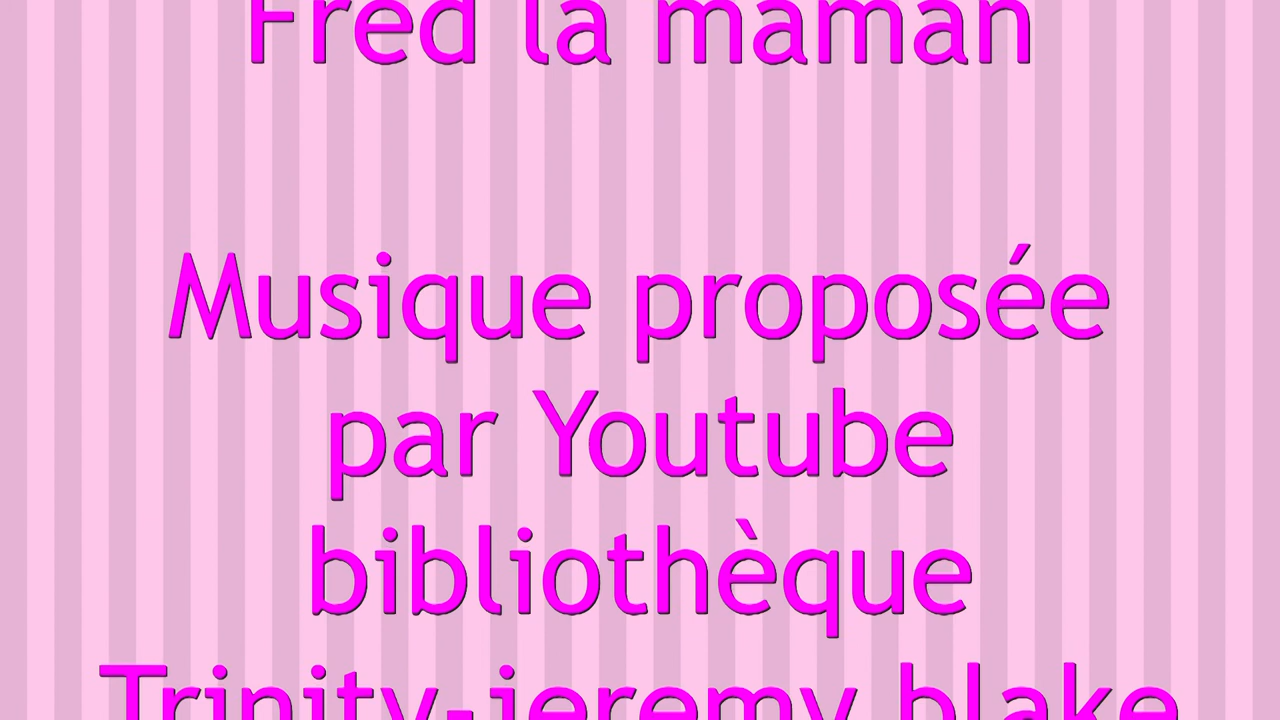 Fred la maman
Musique proposée
par Youtube
bibliothèque
Trinity-jeremy blake